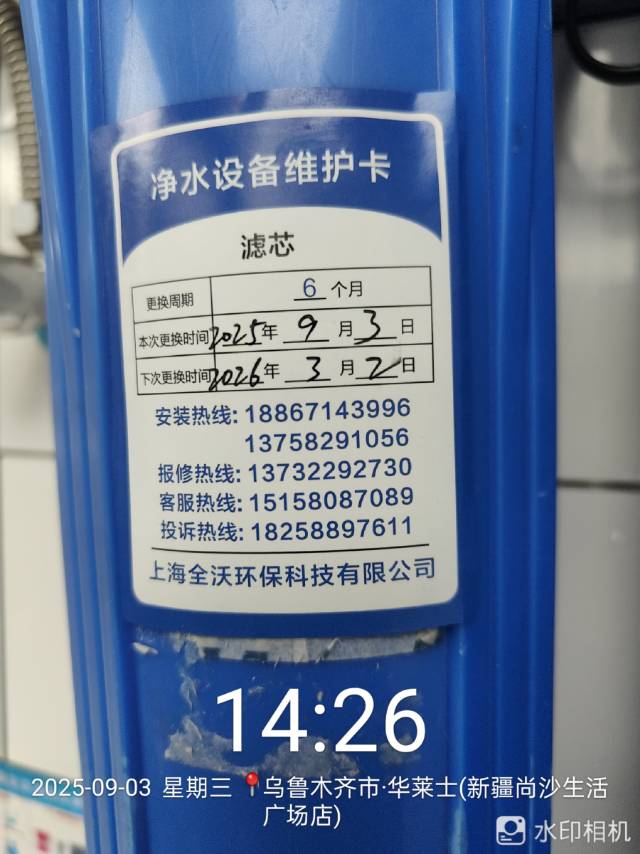 净水设备维护卡
滤芯
更换周期 6 个月
本次更换时间 2025年 9 月 3 日
下次更换时间 2026年 3 月 2 日
安装热线: 18867143996
13758291056
报修热线: 13732292730
客服热线: 15158087089
投诉热线: 18258897611
上海全沃环保科技有限公司
14:26
2025-09-03 星期三 📍乌鲁木齐市·华莱士(新疆尚沙生活
广场店)
水印相机